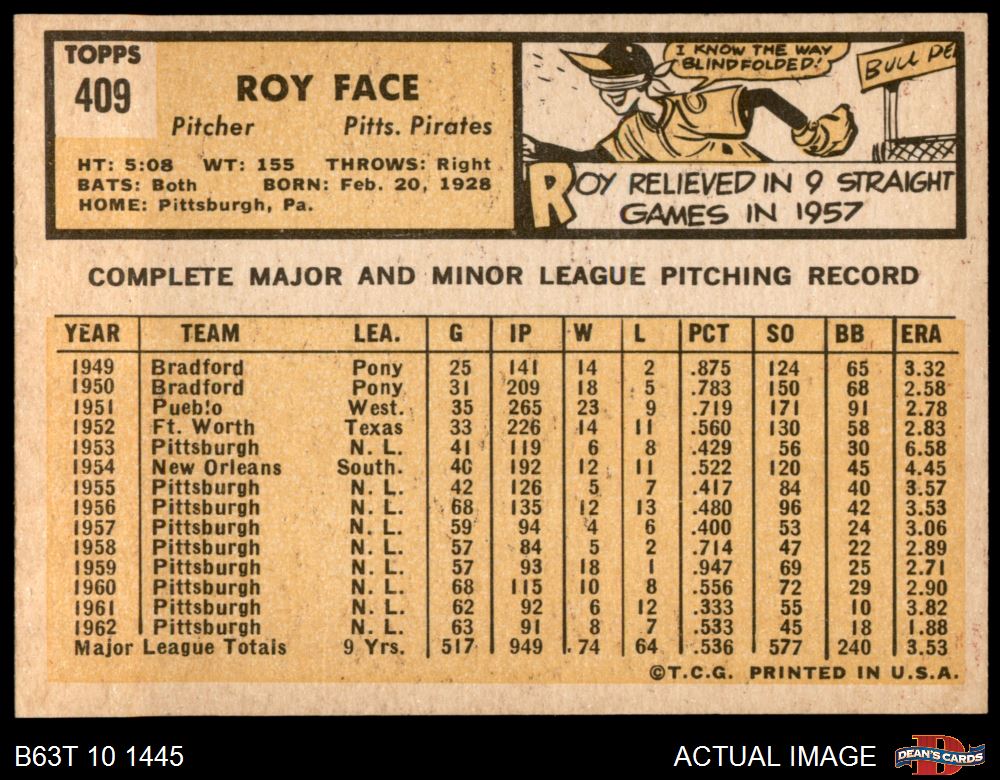 TOPPS
409
ROY FACE
Pitcher Pitts. Pirates
HT: 5:08 WT: 155 THROWS: Right
BATS: Both BORN: Feb. 20, 1928
HOME: Pittsburgh, Pa.
I KNOW THE WAY
BLINDFOLDED!
BULL PE
ROY RELIEVED IN 9 STRAIGHT
GAMES IN 1957
COMPLETE MAJOR AND MINOR LEAGUE PITCHING RECORD
YEAR TEAM LEA. G IP W L PCT SO BB ERA
1949 Bradford Pony 25 141 14 2 .875 124 65 3.32
1950 Bradford Pony 31 209 18 5 .783 150 68 2.58
1951 Pueblo West. 35 265 23 9 .719 171 91 2.78
1952 Ft. Worth Texas 33 226 14 11 .560 130 58 2.83
1953 Pittsburgh N. L. 41 119 6 8 .429 56 30 6.58
1954 New Orleans South. 40 192 12 11 .522 120 45 4.45
1955 Pittsburgh N. L. 42 126 5 7 .417 84 40 3.57
1956 Pittsburgh N. L. 68 135 12 13 .480 96 42 3.53
1957 Pittsburgh N. L. 59 94 4 6 .400 53 24 3.06
1958 Pittsburgh N. L. 57 84 5 2 .714 47 22 2.89
1959 Pittsburgh N. L. 57 93 18 1 .947 69 25 2.71
1960 Pittsburgh N. L. 68 115 10 8 .556 72 29 2.90
1961 Pittsburgh N. L. 62 92 6 12 .333 55 10 3.82
1962 Pittsburgh N. L. 63 91 8 7 .533 45 18 1.88
Major League Totals 9 Yrs. 517 949 74 64 .536 577 240 3.53
©T.C.G. PRINTED IN U.S.A.
B63T 10 1445 ACTUAL IMAGE DEAN'S CARDS